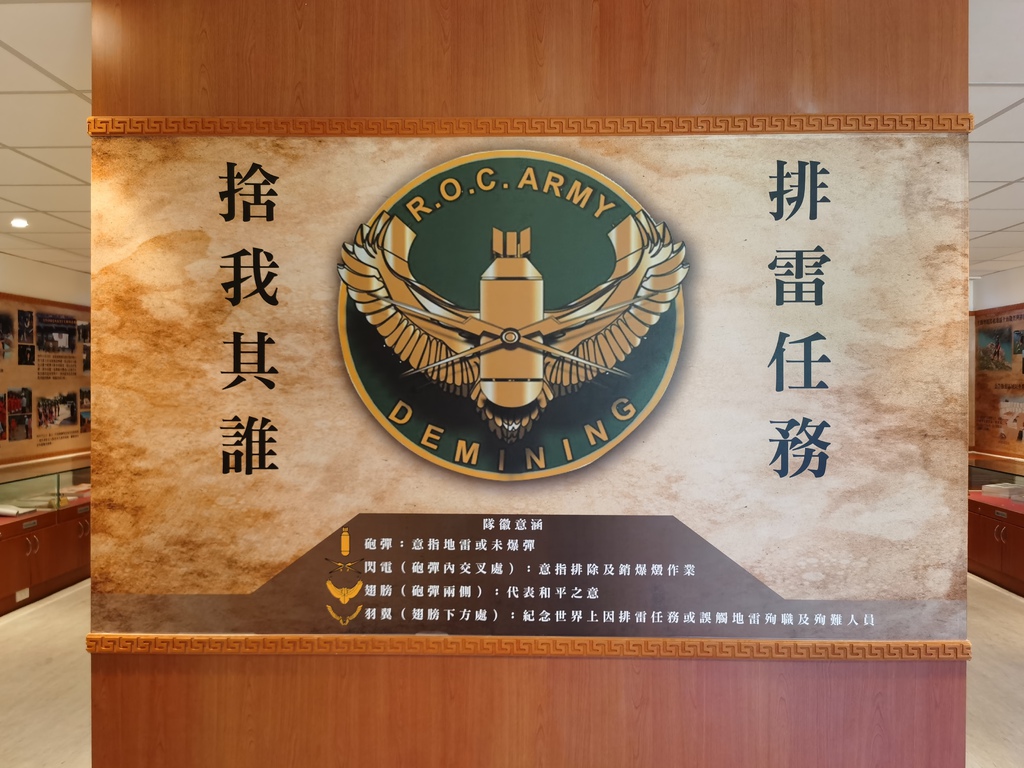 排雷任務
捨我其誰
R.O.C. ARMY
DEMINING
隊徽意涵
砲彈：意指地雷或未爆彈
閃電（砲彈內交叉處）：意指排除及銷爆燬作業
翅膀（砲彈兩側）：代表和平之意
羽翼（翅膀下方處）：紀念世界上因排雷任務或誤觸地雷殉職及殉難人員